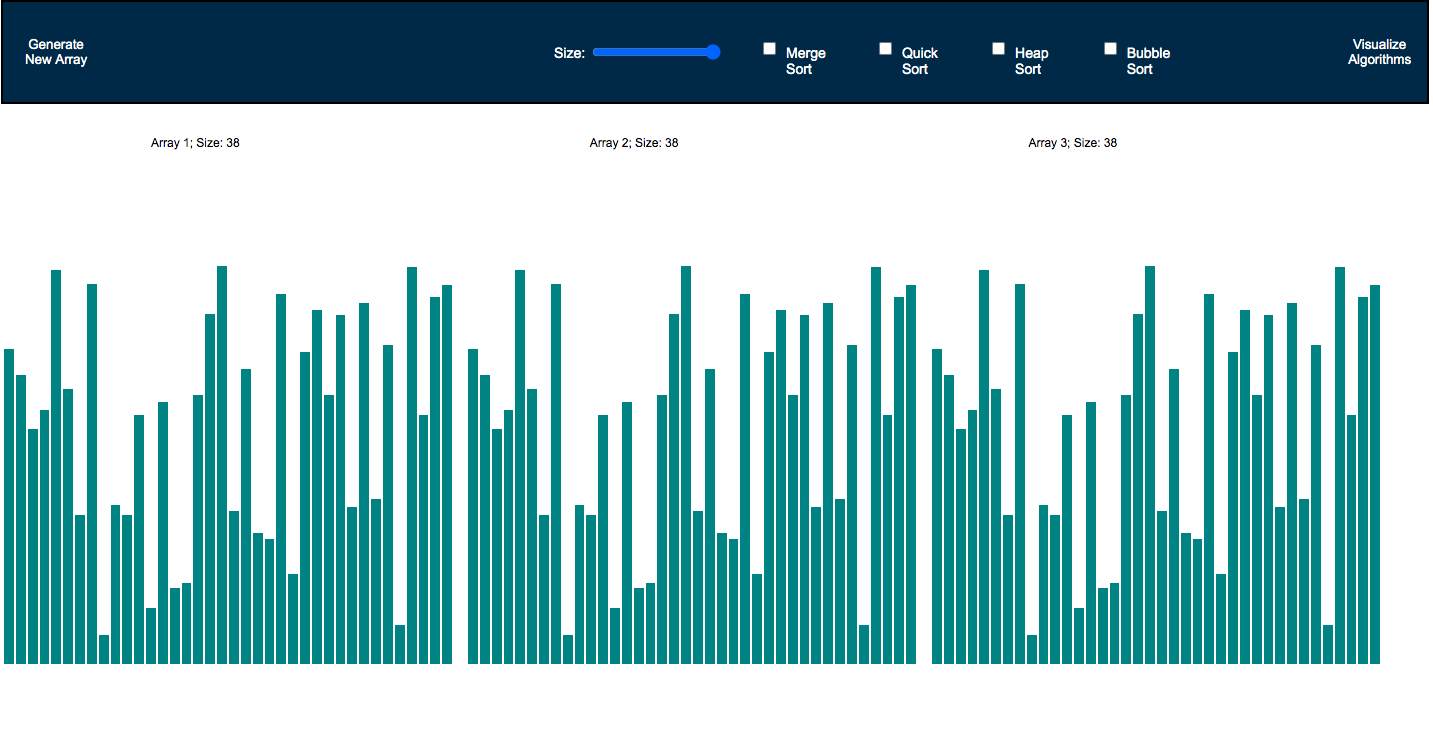 Generate
New Array
Size:
Merge
Sort
Quick
Sort
Heap
Sort
Bubble
Sort
Visualize
Algorithms
Array 1; Size: 38
Array 2; Size: 38
Array 3; Size: 38